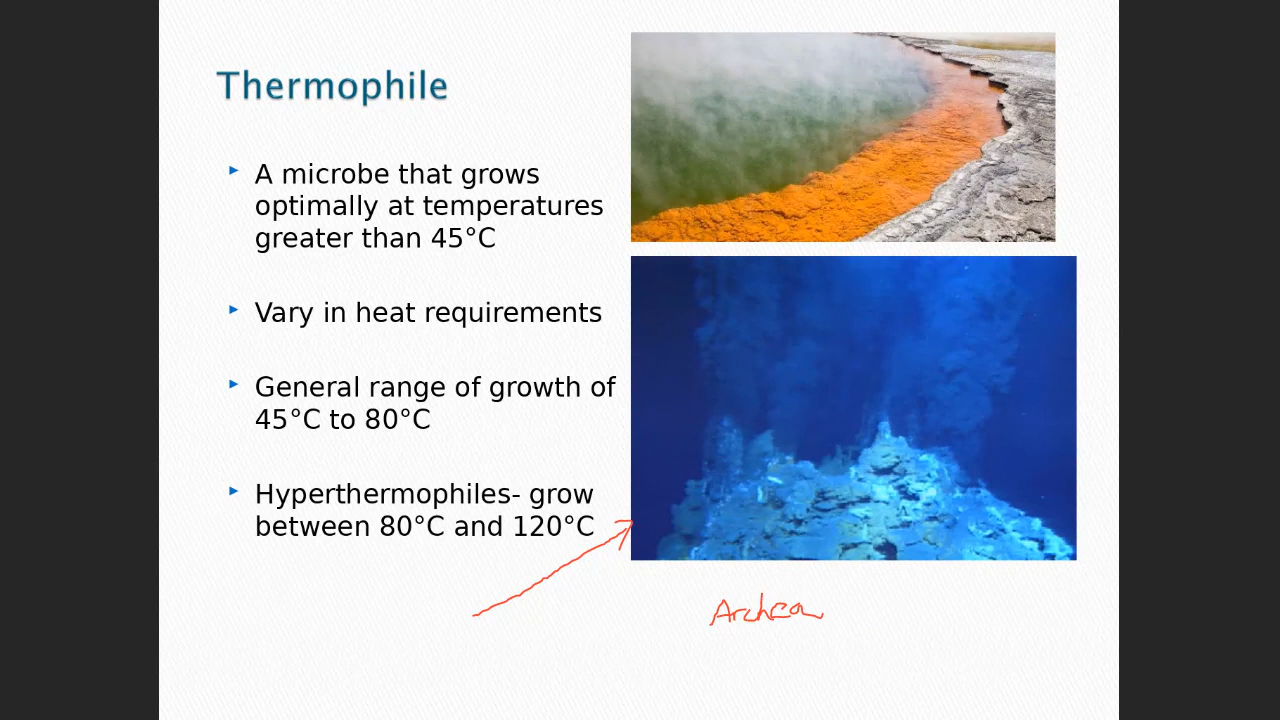 Thermophile
A microbe that grows
optimally at temperatures
greater than 45°C
Vary in heat requirements
General range of growth of
45°C to 80°C
Hyperthermophiles- grow
between 80°C and 120°C
Archea